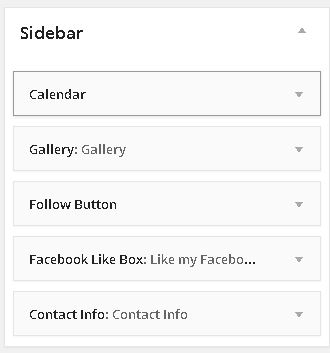 Sidebar
Calendar
Gallery: Gallery
Follow Button
Facebook Like Box: Like my Facebo...
Contact Info: Contact Info